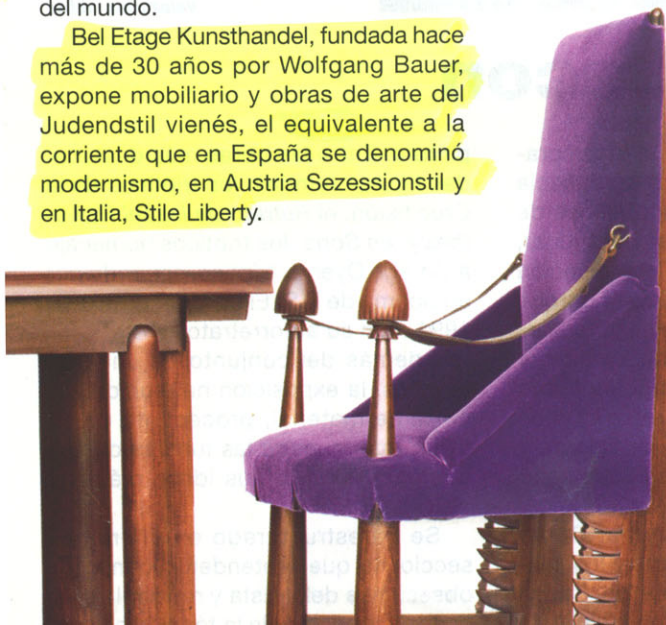 del mundo.
Bel Etage Kunsthandel, fundada hace
más de 30 años por Wolfgang Bauer,
expone mobiliario y obras de arte del
Judendstil vienés, el equivalente a la
corriente que en España se denominó
modernismo, en Austria Sezessionstil y
en Italia, Stile Liberty.